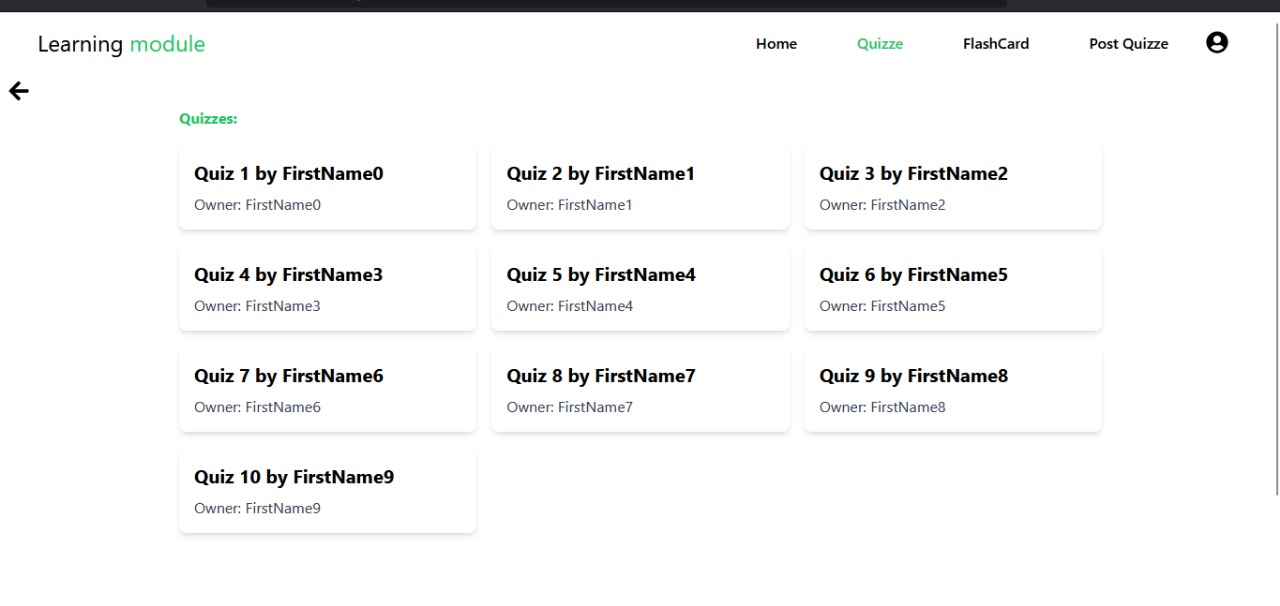 Learning module
Home Quizze FlashCard Post Quizze
Quizzes:
Quiz 1 by FirstName0
Owner: FirstName0
Quiz 2 by FirstName1
Owner: FirstName1
Quiz 3 by FirstName2
Owner: FirstName2
Quiz 4 by FirstName3
Owner: FirstName3
Quiz 5 by FirstName4
Owner: FirstName4
Quiz 6 by FirstName5
Owner: FirstName5
Quiz 7 by FirstName6
Owner: FirstName6
Quiz 8 by FirstName7
Owner: FirstName7
Quiz 9 by FirstName8
Owner: FirstName8
Quiz 10 by FirstName9
Owner: FirstName9